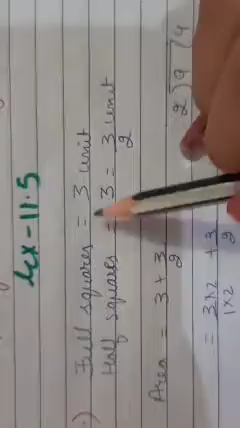 Ex-11.5
.) Full squares = 3 unit
Half squares = 3 = 3/2 unit
Area = 3 + 3/2
2)9(4
= 3×2/1×2 + 3/2